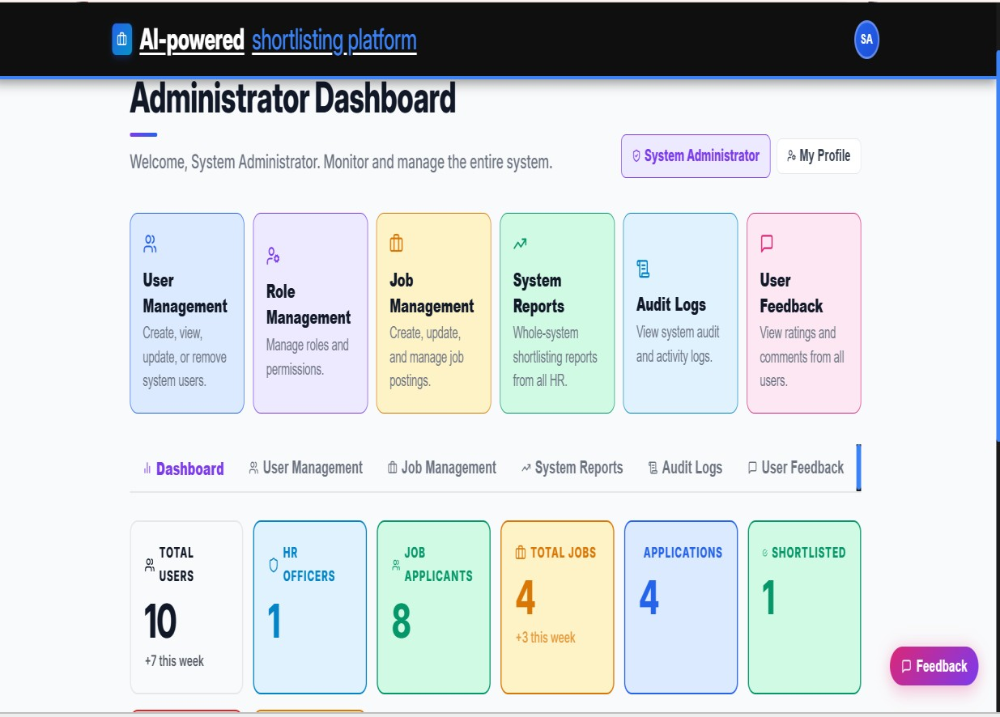 AI-powered shortlisting platform
SA
Administrator Dashboard
Welcome, System Administrator. Monitor and manage the entire system.
System Administrator
My Profile
User
Management
Create, view,
update, or remove
system users.
Role
Management
Manage roles and
permissions.
Job
Management
Create, update,
and manage job
postings.
System
Reports
Whole-system
shortlisting reports
from all HR.
Audit Logs
View system audit
and activity logs.
User
Feedback
View ratings and
comments from all
users.
Dashboard User Management Job Management System Reports Audit Logs User Feedback
TOTAL
USERS
10
+7 this week
HR
OFFICERS
1
JOB
APPLICANTS
8
TOTAL JOBS
4
+3 this week
APPLICATIONS
4
SHORTLISTED
1
Feedback